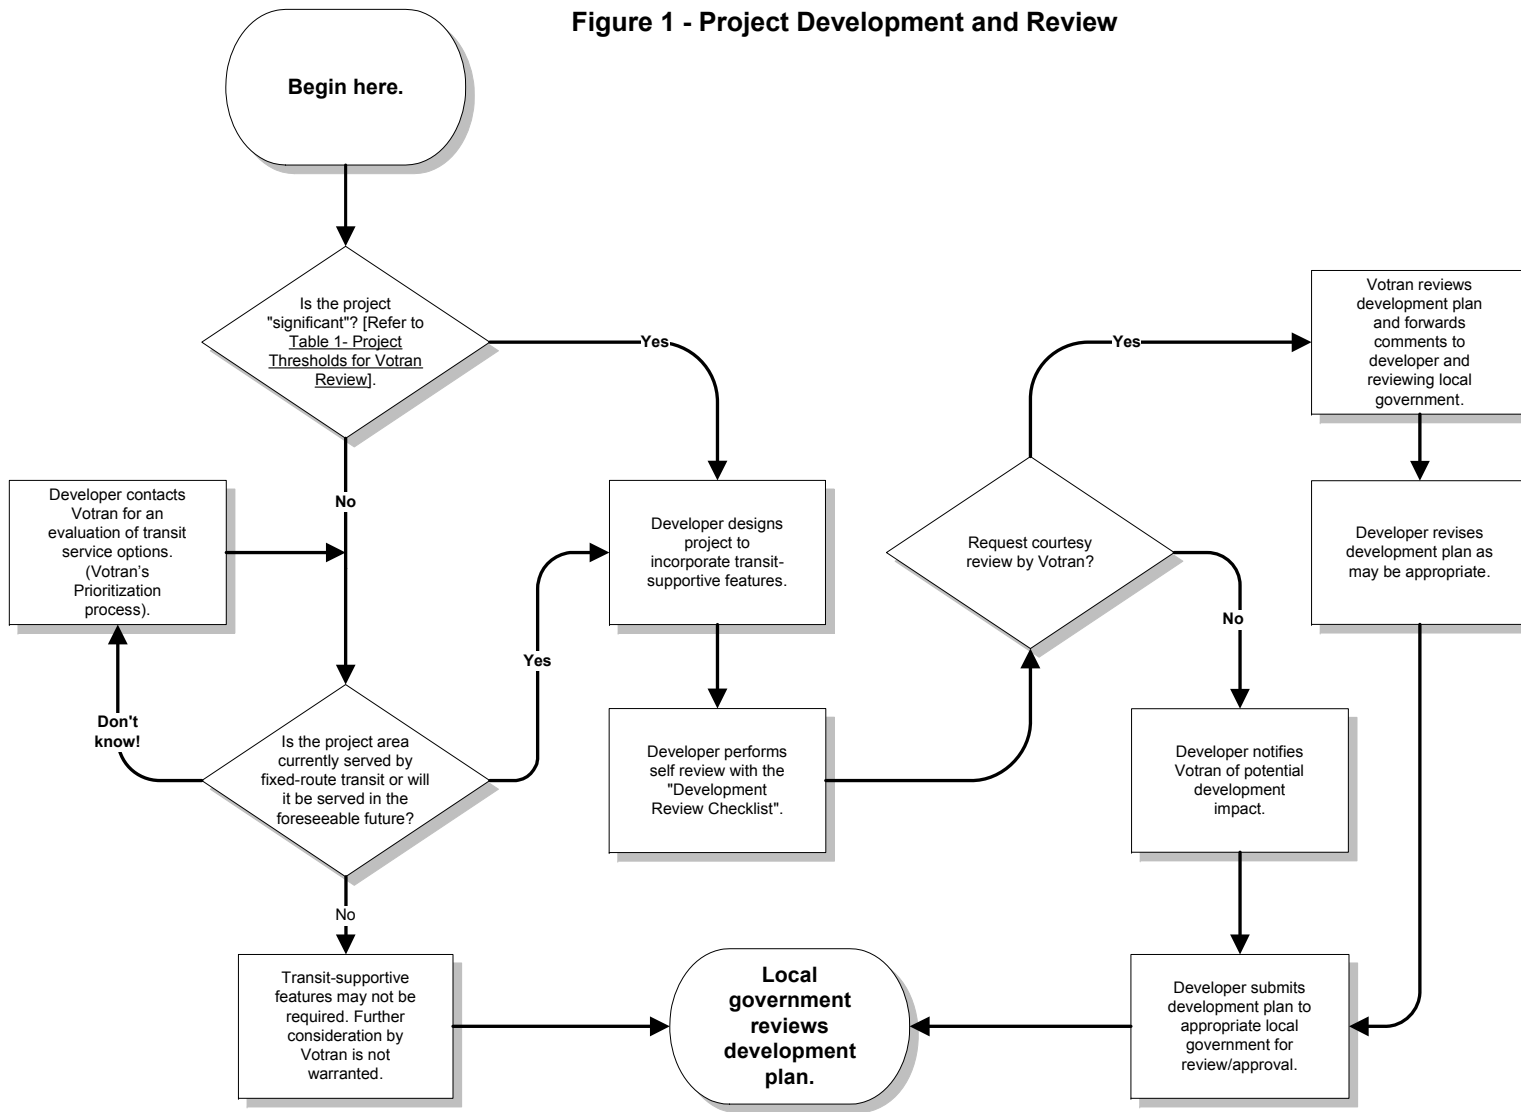 Figure 1 - Project Development and Review
Begin here.
Is the project
"significant"? [Refer to
Table 1- Project
Thresholds for Votran
Review].
Yes
No
Developer contacts
Votran for an
evaluation of transit
service options.
(Votran’s
Prioritization
process).
Don't
know!
Is the project area
currently served by
fixed-route transit or will
it be served in the
foreseeable future?
Yes
No
Transit-supportive
features may not be
required. Further
consideration by
Votran is not
warranted.
Developer designs
project to
incorporate transit-
supportive features.
Developer performs
self review with the
"Development
Review Checklist".
Request courtesy
review by Votran?
Yes
No
Votran reviews
development plan
and forwards
comments to
developer and
reviewing local
government.
Developer revises
development plan as
may be appropriate.
Developer notifies
Votran of potential
development
impact.
Developer submits
development plan to
appropriate local
government for
review/approval.
Local
government
reviews
development
plan.